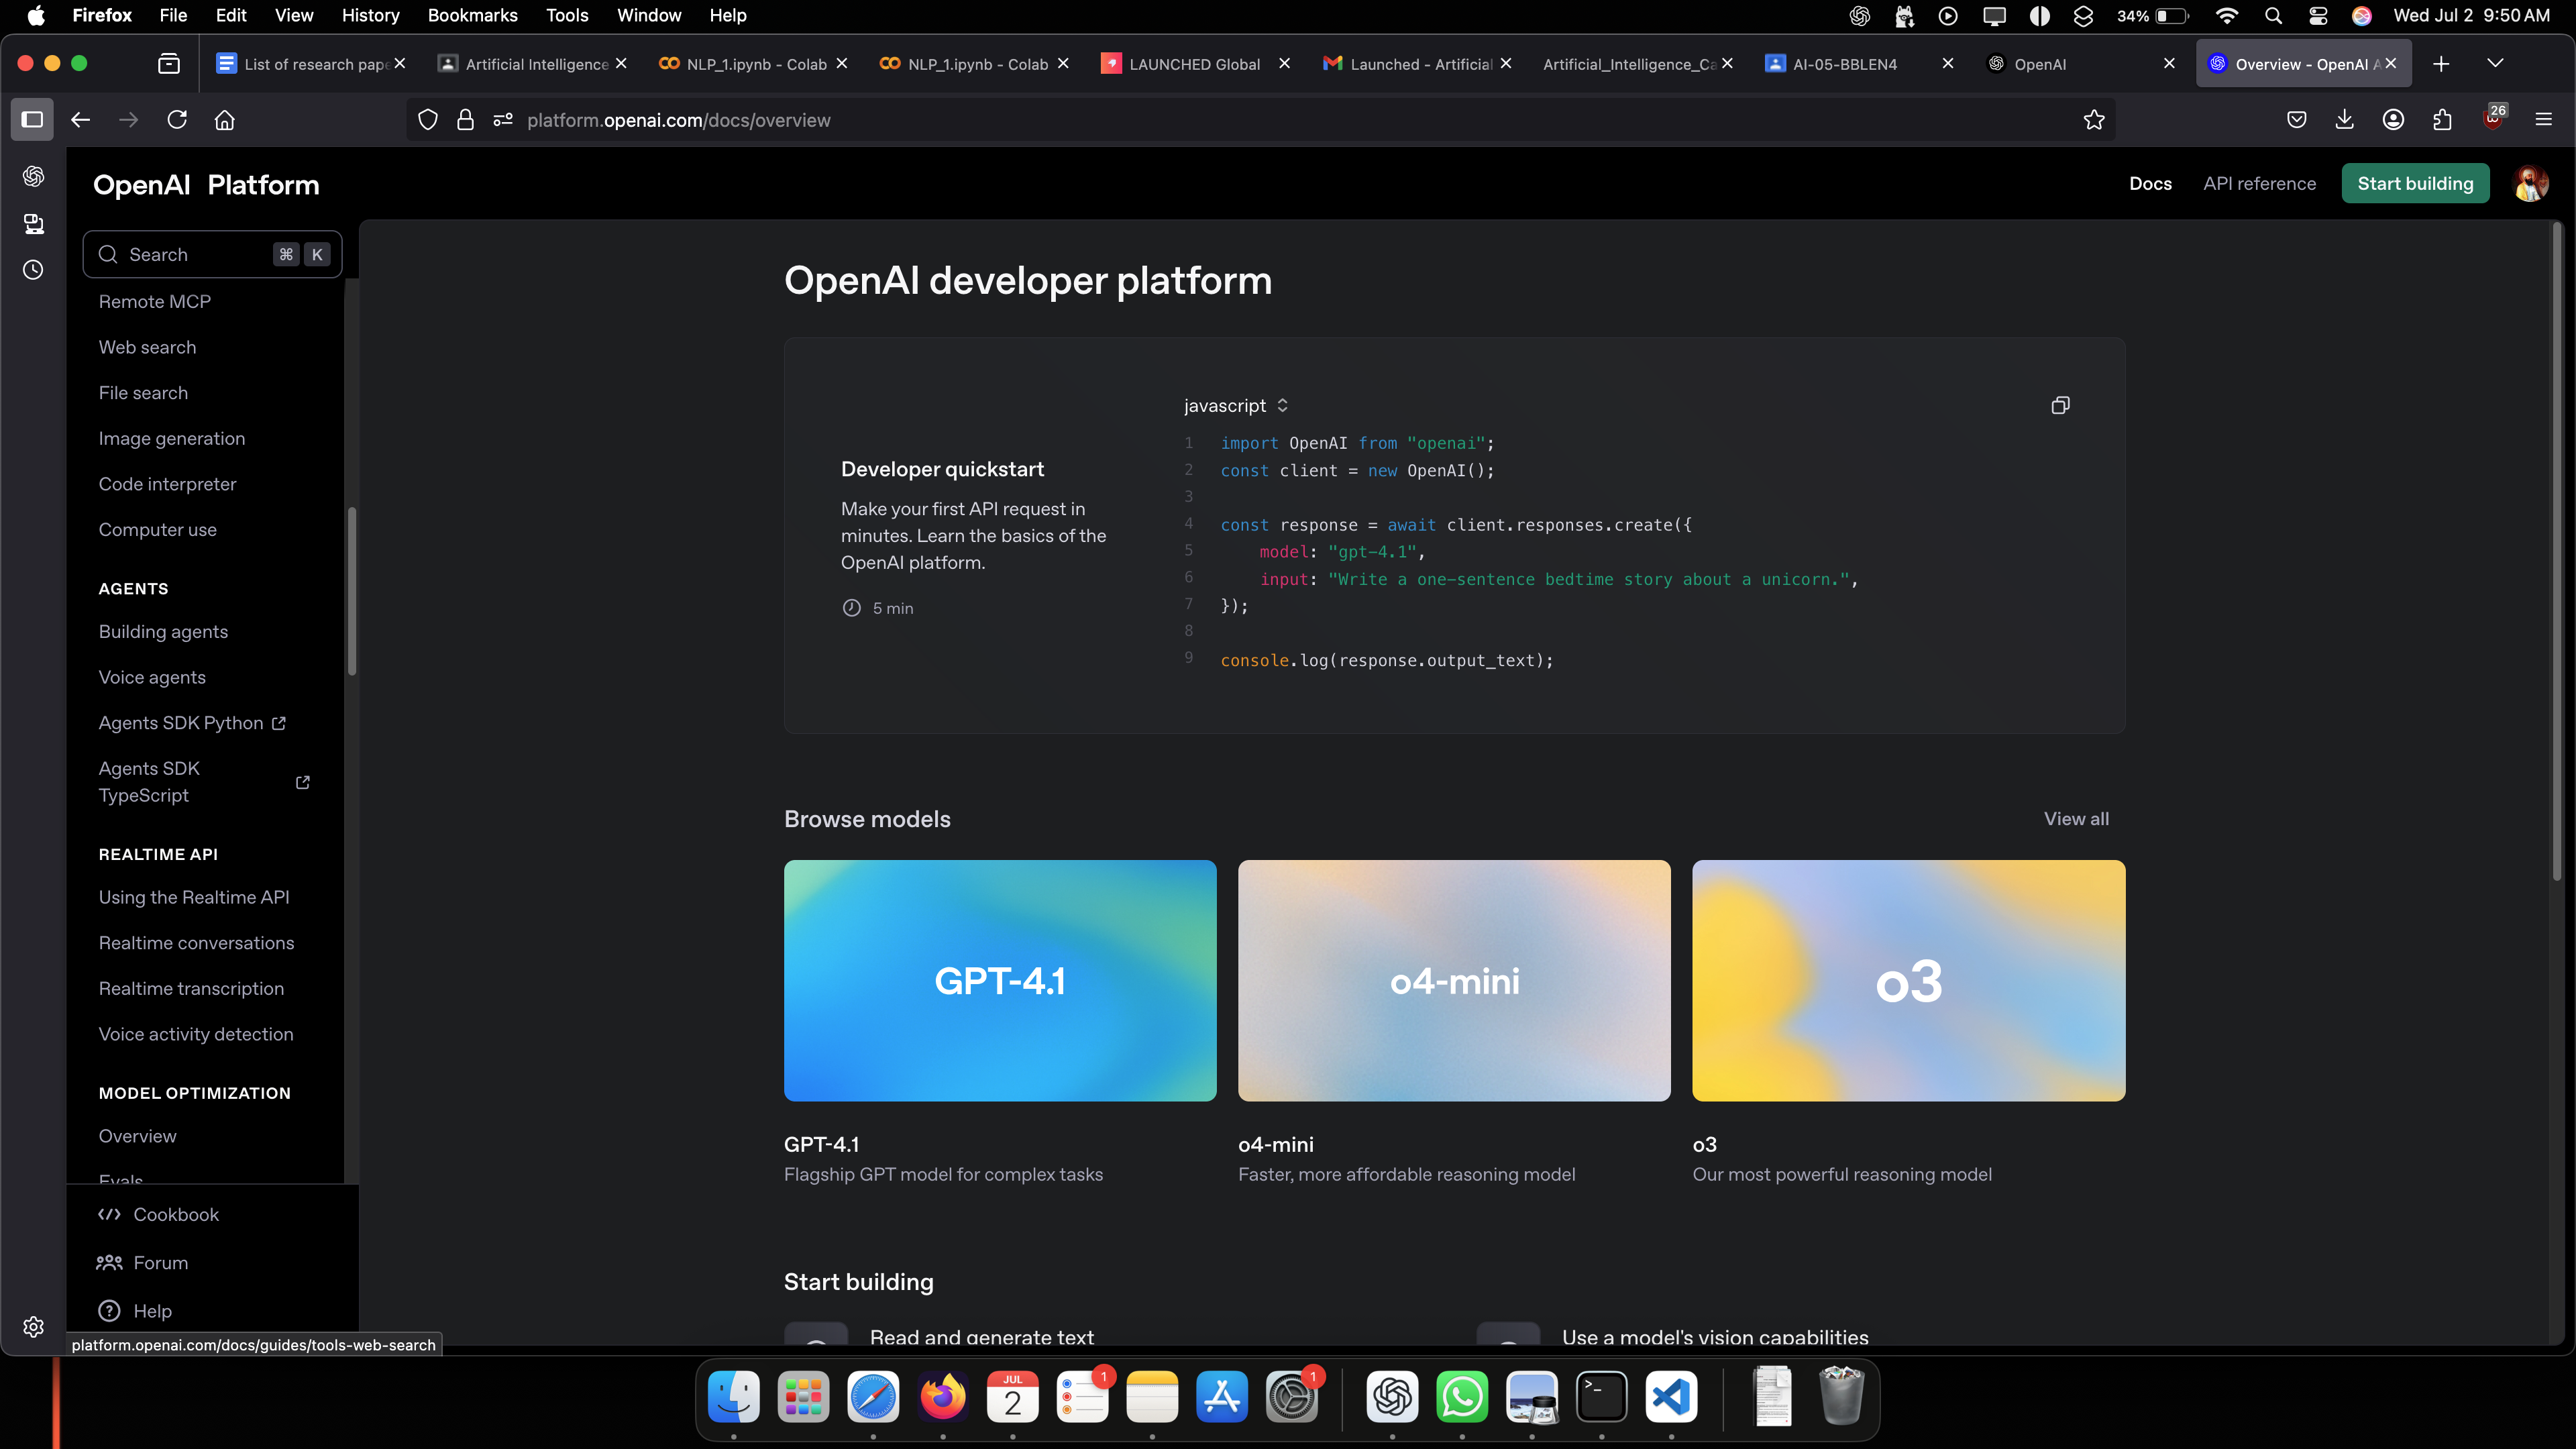 Firefox File Edit View History Bookmarks Tools Window Help
34% Wed Jul 2 9:50 AM
List of research pape
Artificial Intelligence
NLP_1.ipynb - Colab
NLP_1.ipynb - Colab
LAUNCHED Global
Launched - Artificial
Artificial_Intelligence_Ca
AI-05-BBLEN4
OpenAI
Overview - OpenAI A
platform.openai.com/docs/overview
26
OpenAI Platform
Docs API reference Start building
Search ⌘ K
Remote MCP
Web search
File search
Image generation
Code interpreter
Computer use
AGENTS
Building agents
Voice agents
Agents SDK Python
Agents SDK
TypeScript
REALTIME API
Using the Realtime API
Realtime conversations
Realtime transcription
Voice activity detection
MODEL OPTIMIZATION
Overview
Evals
Cookbook
Forum
Help
platform.openai.com/docs/guides/tools-web-search
OpenAI developer platform
Developer quickstart
Make your first API request in
minutes. Learn the basics of the
OpenAI platform.
5 min
javascript
1 import OpenAI from "openai";
2 const client = new OpenAI();
3
4 const response = await client.responses.create({
5 model: "gpt-4.1",
6 input: "Write a one-sentence bedtime story about a unicorn.",
7 });
8
9 console.log(response.output_text);
Browse models
View all
GPT-4.1
o4-mini
o3
GPT-4.1
Flagship GPT model for complex tasks
o4-mini
Faster, more affordable reasoning model
o3
Our most powerful reasoning model
Start building
Read and generate text
Use a model's vision capabilities
JUL
2
1
1
>_